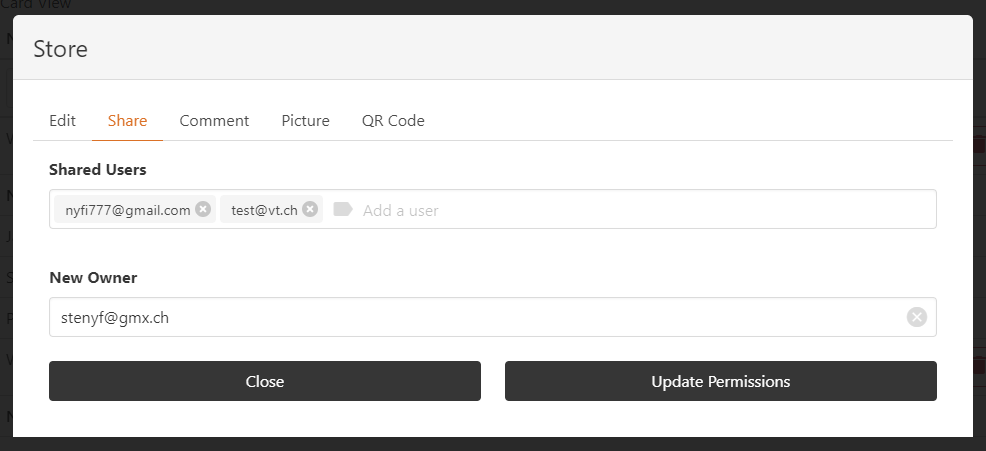 Card View
Store
Edit Share Comment Picture QR Code
Shared Users
nyfi777@gmail.com test@vt.ch Add a user
New Owner
stenyf@gmx.ch
Close Update Permissions